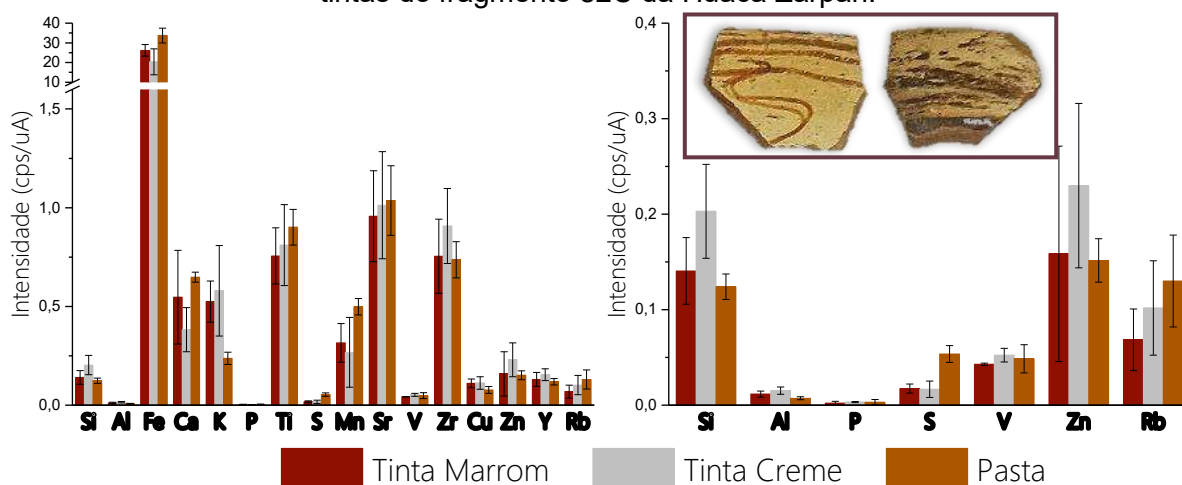 Intensidade (cps/uA)
40
30
20
10
1,5
1,0
0,5
0,0
Si Al Fe Ca K P Ti S Mn Sr V Zr Cu Zn Y Rb
Intensidade (cps/uA)
0,4
0,3
0,2
0,1
0,0
Si Al P S V Zn Rb
Tinta Marrom Tinta Creme Pasta